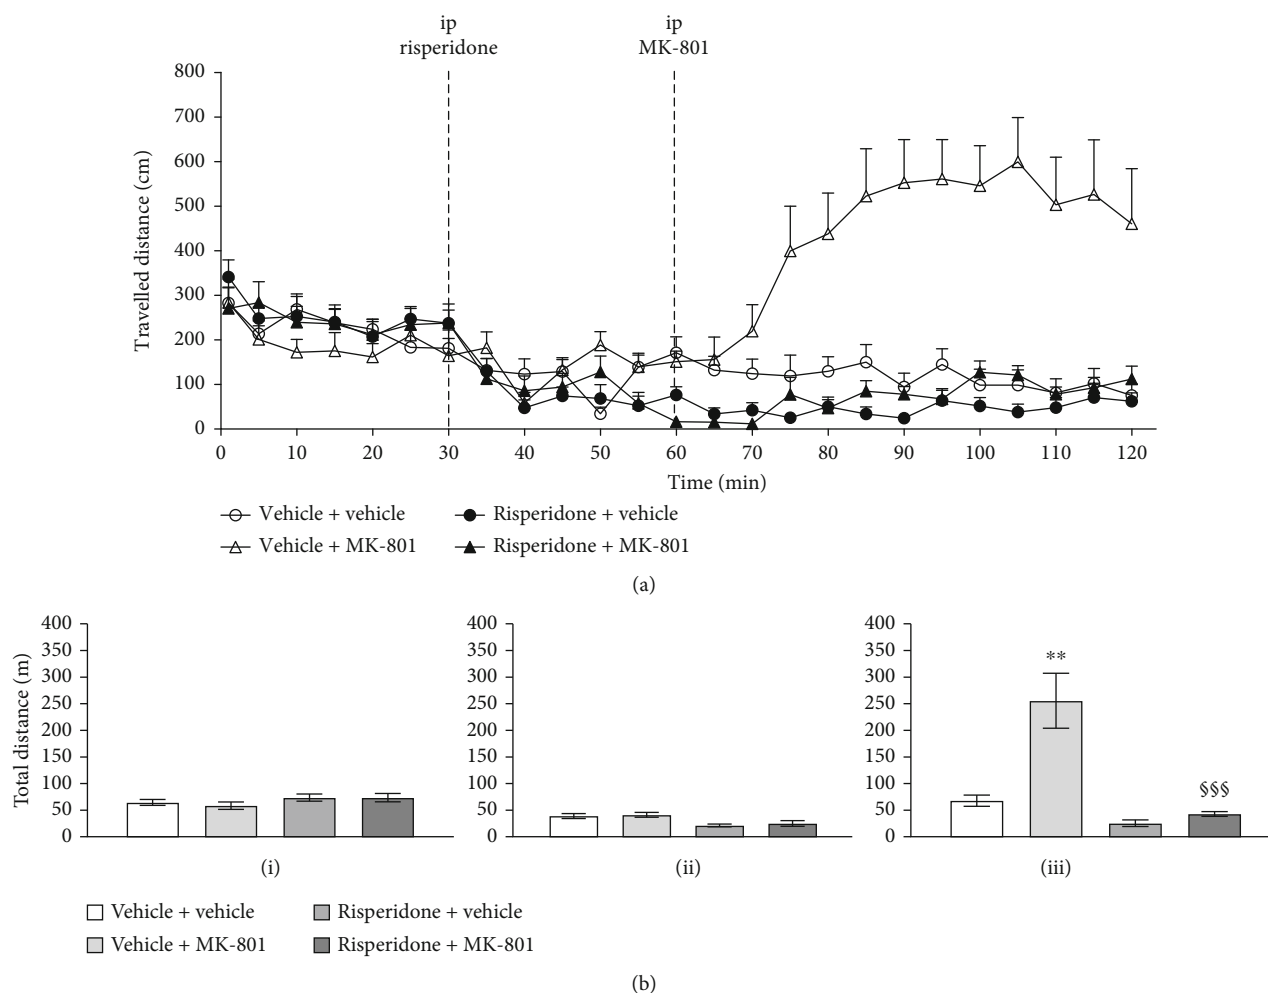 ip
risperidone
ip
MK-801
800
700
600
500
400
300
200
100
0
Travelled distance (cm)
0 10 20 30 40 50 60 70 80 90 100 110 120
Time (min)
Vehicle + vehicle
Risperidone + vehicle
Vehicle + MK-801
Risperidone + MK-801
(a)
Total distance (m)
400
350
300
250
200
150
100
50
0
(i)
400
350
300
250
200
150
100
50
0
(ii)
400
350
300
250
200
150
100
50
0
**
§§§
(iii)
Vehicle + vehicle
Risperidone + vehicle
Vehicle + MK-801
Risperidone + MK-801
(b)